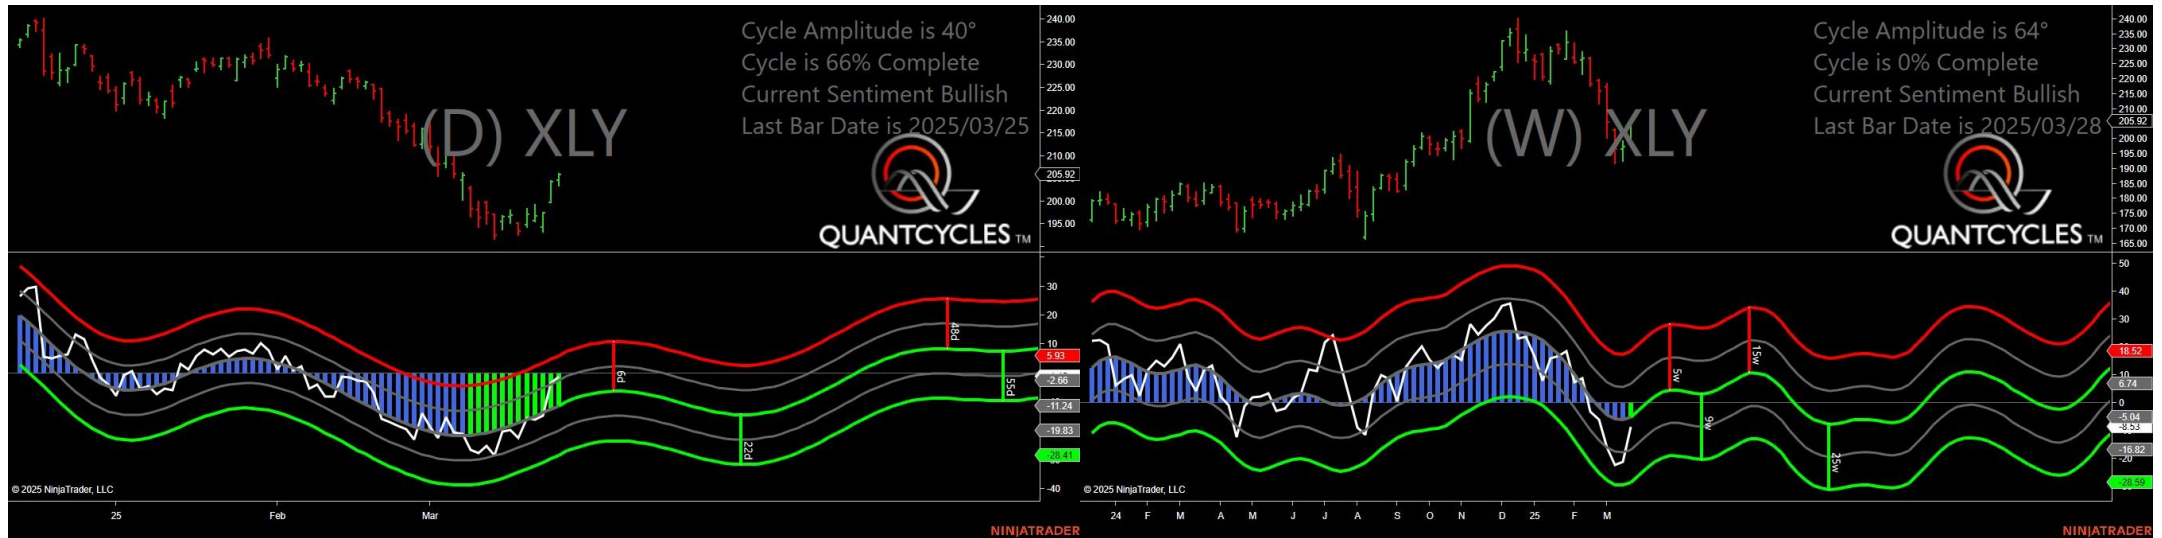 Cycle Amplitude is 40°
Cycle is 66% Complete
Current Sentiment Bullish
Last Bar Date is 2025/03/25
(D) XLY
QUANTCYCLES TM
240.00
235.00
230.00
225.00
220.00
215.00
210.00
205.92
200.00
195.00
30
20
10
5.93
-2.66
-11.24
-19.83
-28.41
-40
6d
22d
48d
55d
© 2025 NinjaTrader, LLC
25 Feb Mar
NINJATRADER
Cycle Amplitude is 64°
Cycle is 0% Complete
Current Sentiment Bullish
Last Bar Date is 2025/03/28
(W) XLY
QUANTCYCLES TM
240.00
235.00
230.00
225.00
220.00
215.00
210.00
205.92
200.00
195.00
190.00
185.00
180.00
175.00
170.00
165.00
50
40
30
18.52
6.74
0
-5.04
-8.53
-16.82
-20
-28.59
5w
9w
15w
25w
© 2025 NinjaTrader, LLC
24 F M A M J J A S O N D 25 F M
NINJATRADER